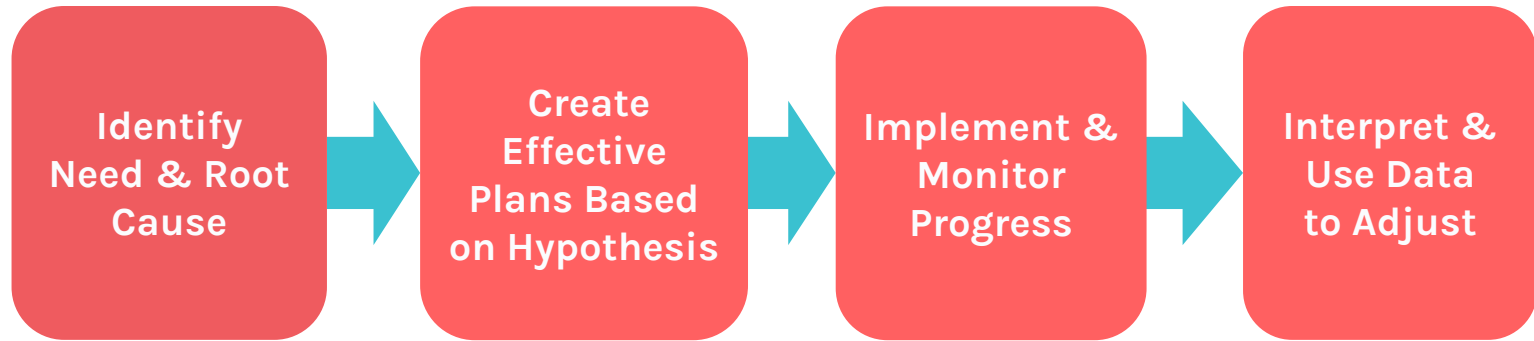 Identify
Need & Root
Cause
Create
Effective
Plans Based
on Hypothesis
Implement &
Monitor
Progress
Interpret &
Use Data
to Adjust